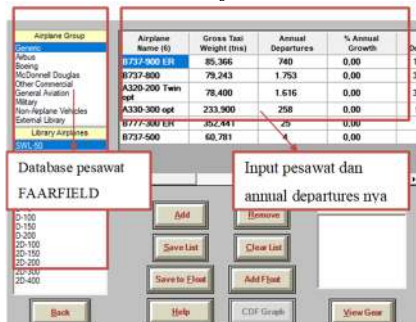 Airplane Group
Generic
Airbus
Boeing
McDonnell Douglas
Other Commercial
General Aviation
Military
Non-Airplane Vehicles
External Library
Library Airplanes
SWL-50
Database pesawat
FAARFIELD
D-100
D-150
D-200
2D-100
2D-150
2D-200
2D-300
2D-400
Back
Airplane Name (6) Gross Taxi Weight (tns) Annual Departures % Annual Growth
B737-900 ER 85,366 740 0,00
B737-800 79,243 1.753 0,00
A320-200 Twin opt 78,400 1.616 0,00
A330-300 opt 233,900 258 0,00
B777-300 ER 352,441 25 0,00
B737-500 60,781 4 0,00
Input pesawat dan
annual departures nya
Add
Remove
Save List
Clear List
Save to Float
Add Float
Help
CDF Graph
View Gear